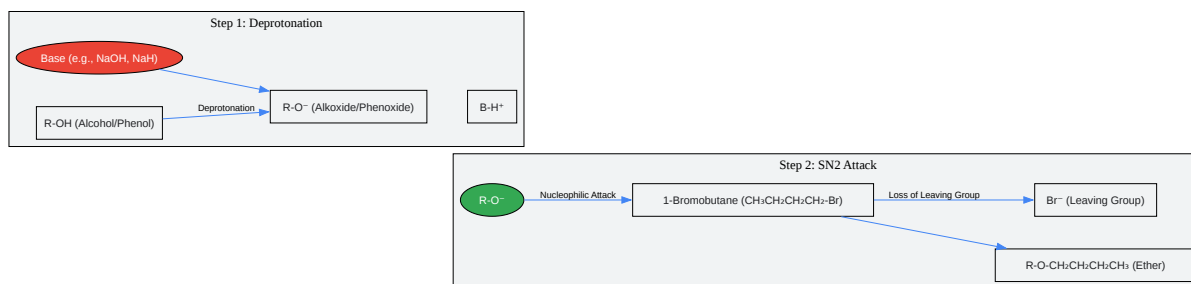 Step 1: Deprotonation
Base (e.g., NaOH, NaH)
Deprotonation
R-O⁻ (Alkoxide/Phenoxide)
B-H⁺
R-OH (Alcohol/Phenol)
Step 2: SN2 Attack
R-O⁻
Nucleophilic Attack
1-Bromobutane (CH₃CH₂CH₂CH₂-Br)
Loss of Leaving Group
Br⁻ (Leaving Group)
R-O-CH₂CH₂CH₂CH₃ (Ether)